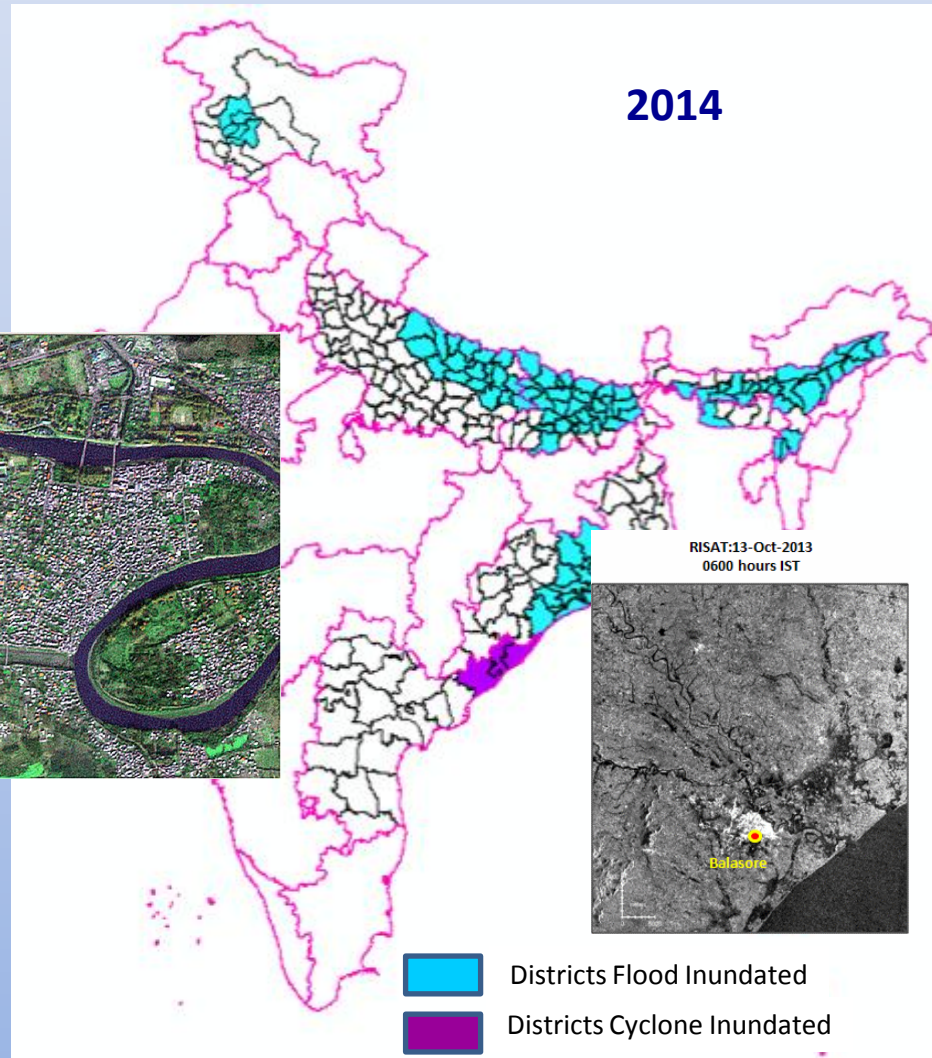 2014
RISAT:13-Oct-2013
0600 hours IST
Balasore
Districts Flood Inundated
Districts Cyclone Inundated